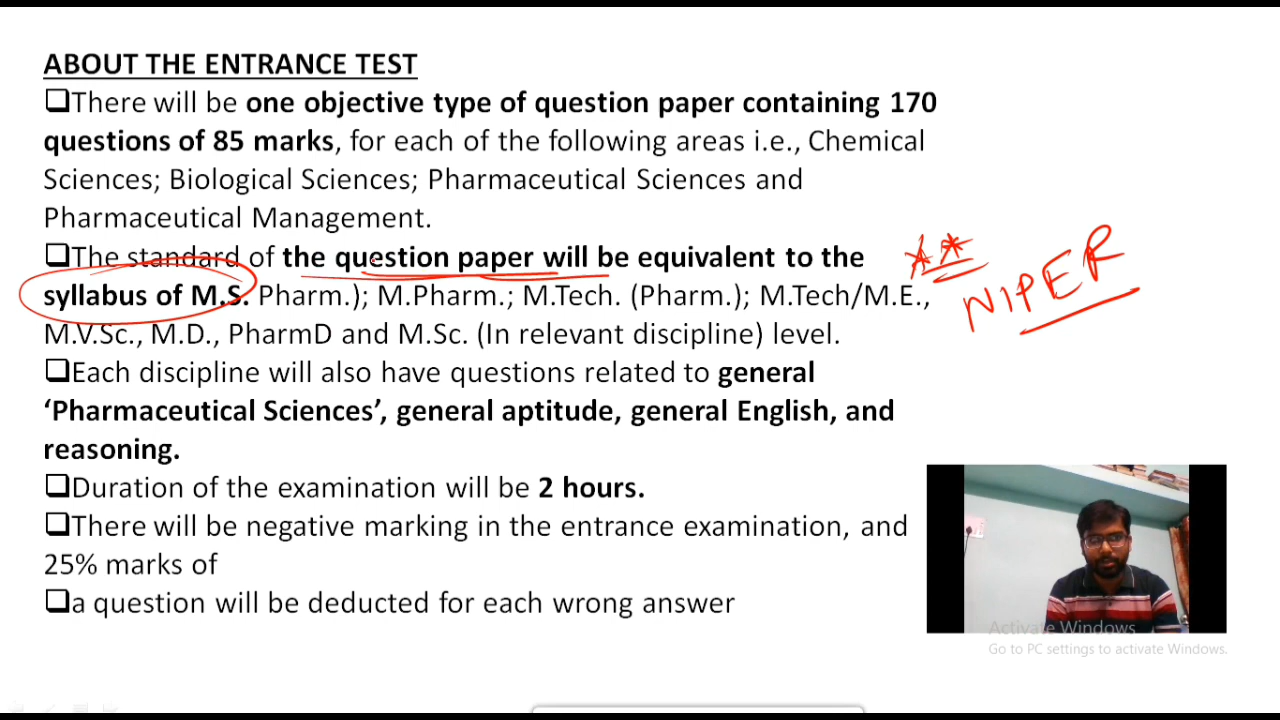 ABOUT THE ENTRANCE TEST
There will be one objective type of question paper containing 170
questions of 85 marks, for each of the following areas i.e., Chemical
Sciences; Biological Sciences; Pharmaceutical Sciences and
Pharmaceutical Management.
The standard of the question paper will be equivalent to the
syllabus of M.S. Pharm.); M.Pharm.; M.Tech. (Pharm.); M.Tech/M.E.,
M.V.Sc., M.D., PharmD and M.Sc. (In relevant discipline) level.
NIPER
Each discipline will also have questions related to general
‘Pharmaceutical Sciences’, general aptitude, general English, and
reasoning.
Duration of the examination will be 2 hours.
There will be negative marking in the entrance examination, and
25% marks of
a question will be deducted for each wrong answer
Activate Windows
Go to PC settings to activate Windows.